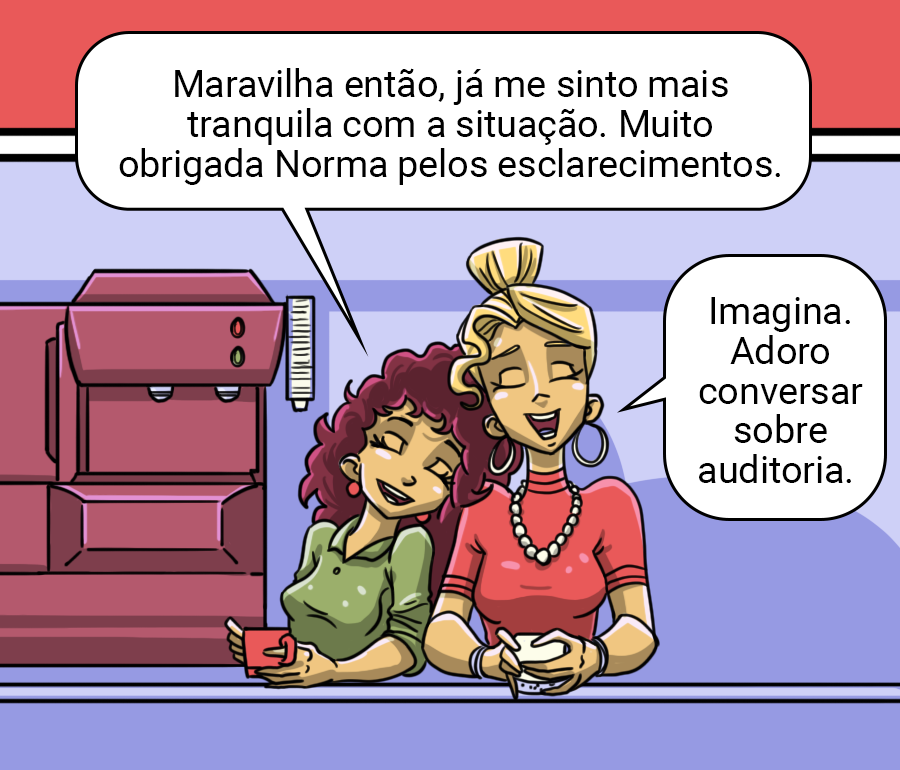 Maravilha então, já me sinto mais
tranquila com a situação. Muito
obrigada Norma pelos esclarecimentos.
Imagina.
Adoro
conversar
sobre
auditoria.